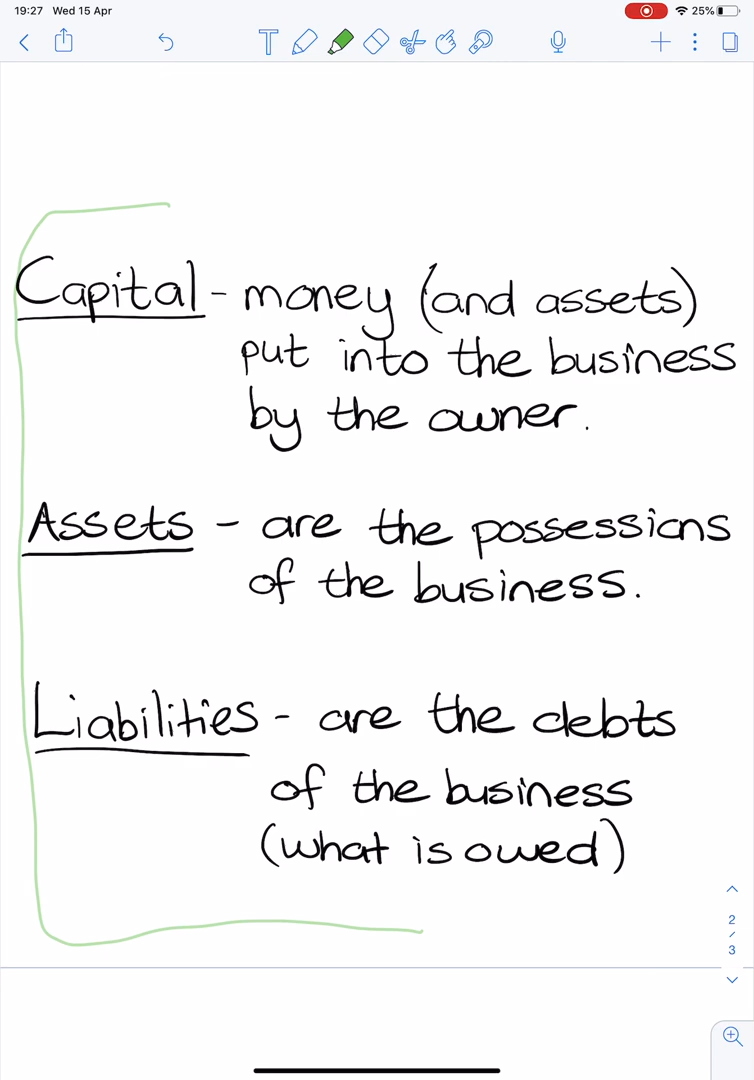 19:27 Wed 15 Apr
25%
T
Capital - money (and assets)
put into the business
by the owner.
Assets - are the possessions
of the business.
Liabilities - are the debts
of the business
(what is owed)
2
/
3